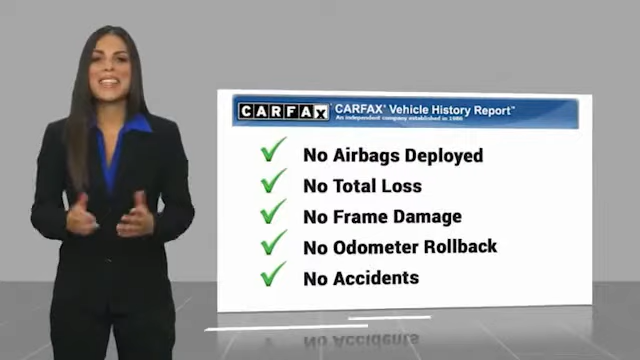 CARFAX® CARFAX® Vehicle History Report™
An independent company established in 1986
No Airbags Deployed
No Total Loss
No Frame Damage
No Odometer Rollback
No Accidents